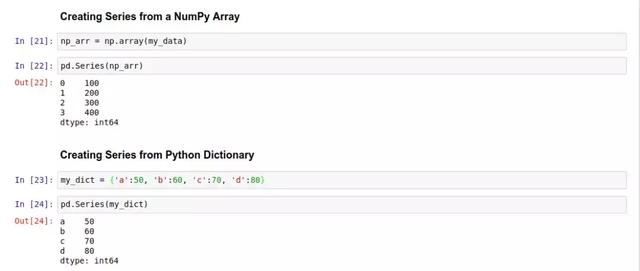 Creating Series from a NumPy Array
In [21]: np_arr = np.array(my_data)
In [22]: pd.Series(np_arr)
Out[22]: 0    100
1    200
2    300
3    400
dtype: int64
Creating Series from Python Dictionary
In [23]: my_dict = {'a':50, 'b':60, 'c':70, 'd':80}
In [24]: pd.Series(my_dict)
Out[24]: a    50
b    60
c    70
d    80
dtype: int64